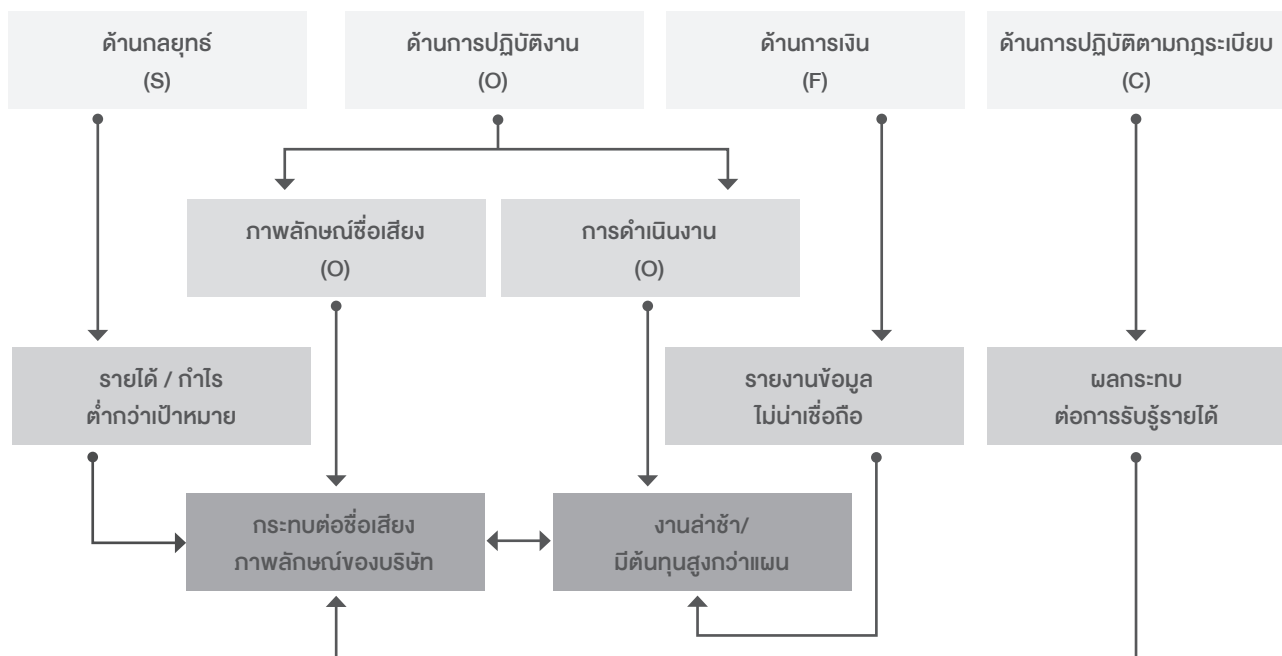 ด้านกลยุทธ์
(S)
ด้านการปฏิบัติงาน
(O)
ด้านการเงิน
(F)
ด้านการปฏิบัติตามกฎระเบียบ
(C)
ภาพลักษณ์ชื่อเสียง
(O)
การดำเนินงาน
(O)
รายได้ / กำไร
ต่ำกว่าเป้าหมาย
รายงานข้อมูล
ไม่น่าเชื่อถือ
ผลกระทบ
ต่อการรับรู้รายได้
กระทบต่อชื่อเสียง
ภาพลักษณ์ของบริษัท
งานล่าช้า/
มีต้นทุนสูงกว่าแผน